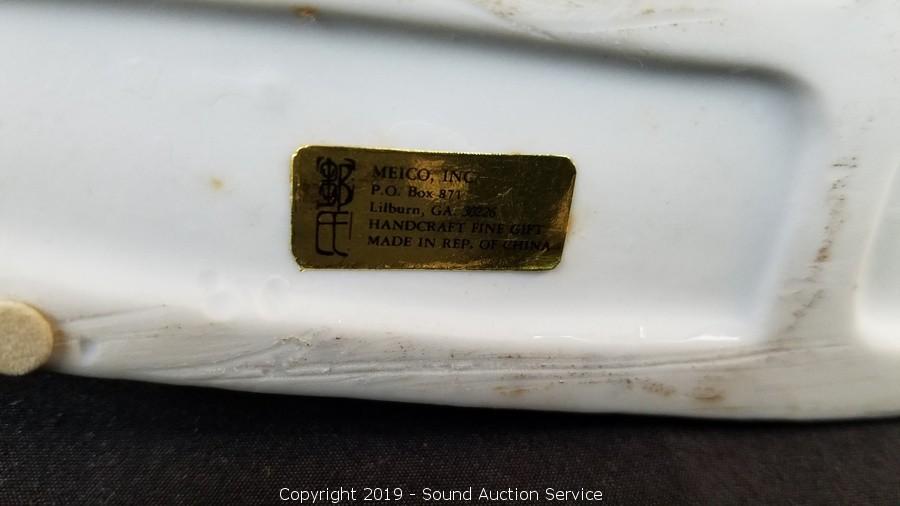 MEICO, INC
P.O. Box 871
Lilburn, GA. 30226
HANDCRAFT FINE GIFT
MADE IN REP. OF CHINA
Copyright 2019 - Sound Auction Service